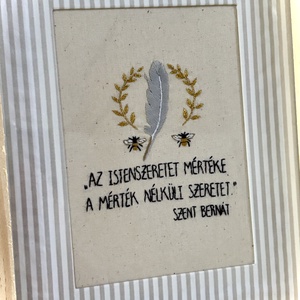 „AZ ISTENSZERETET MÉRTÉKE
A MÉRTÉK NÉLKÜLI SZERETET."
SZENT BERNÁT